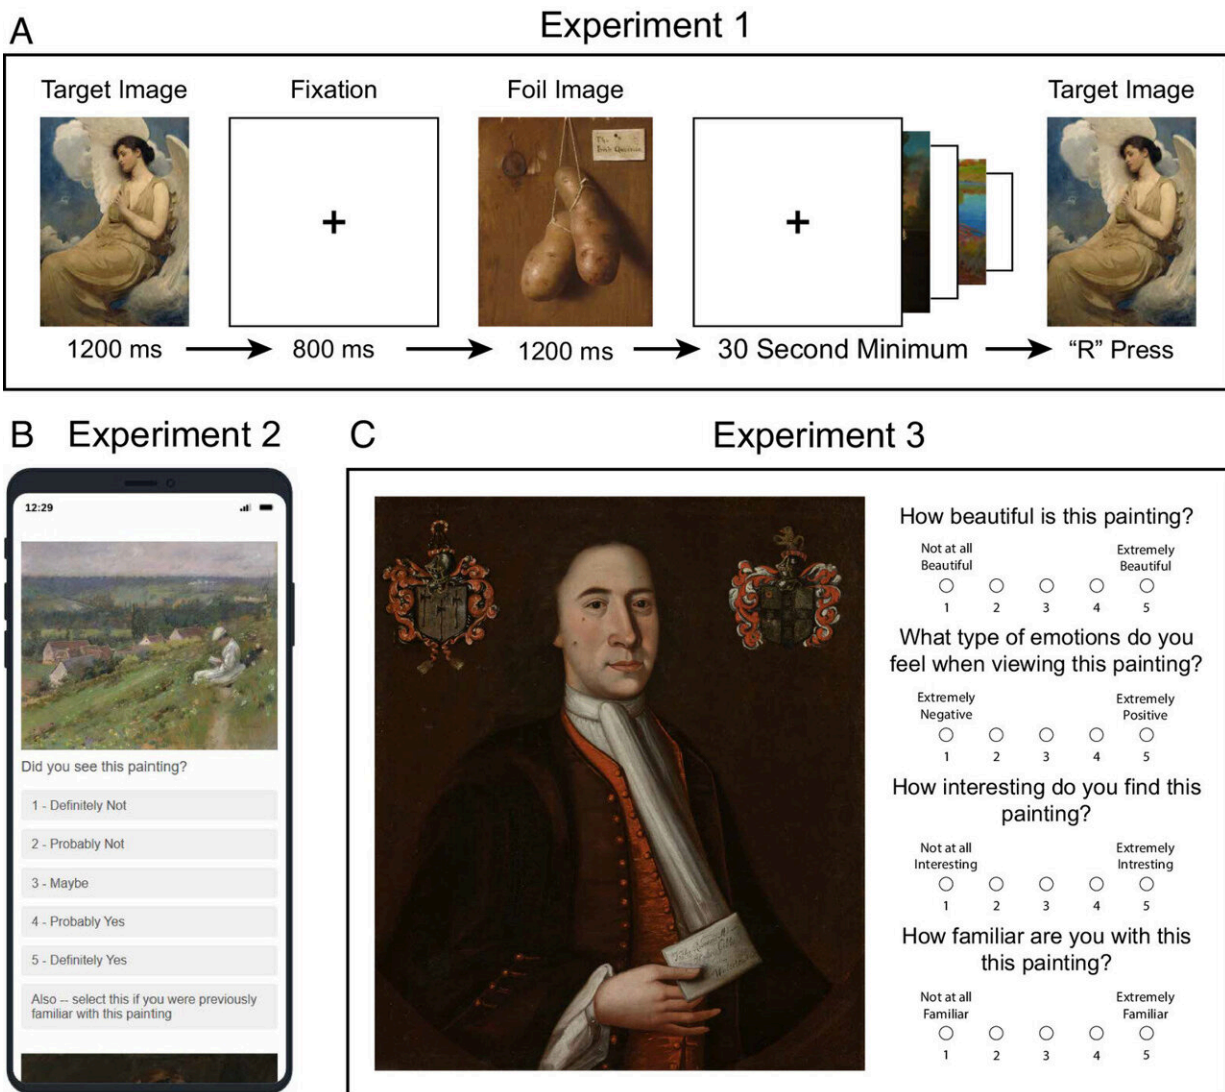 A
Experiment 1
Target Image
Fixation
Foil Image
Target Image
+
The
Irish Question
+
1200 ms
800 ms
1200 ms
30 Second Minimum
“R” Press
B
Experiment 2
12:29
Did you see this painting?
1 - Definitely Not
2 - Probably Not
3 - Maybe
4 - Probably Yes
5 - Definitely Yes
Also -- select this if you were previously
familiar with this painting
C
Experiment 3
How beautiful is this painting?
Not at all
Beautiful
Extremely
Beautiful
1 2 3 4 5
What type of emotions do you
feel when viewing this painting?
Extremely
Negative
Extremely
Positive
1 2 3 4 5
How interesting do you find this
painting?
Not at all
Interesting
Extremely
Intresting
1 2 3 4 5
How familiar are you with this
this painting?
Not at all
Familiar
Extremely
Familiar
1 2 3 4 5